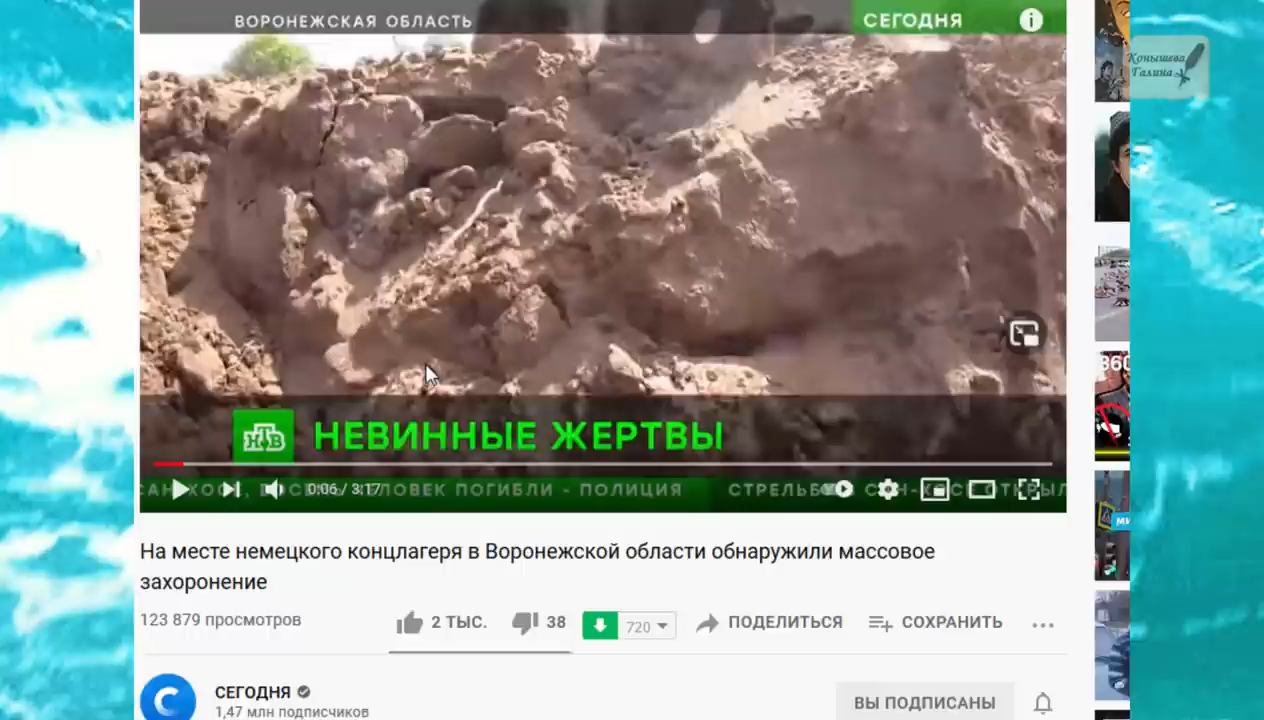 ВОРОНЕЖСКАЯ ОБЛАСТЬ
СЕГОДНЯ
Конышева
Галина
360
НТВ
НЕВИННЫЕ ЖЕРТВЫ
0:06 / 3:17
ПОГИБЛИ - ПОЛИЦИЯ
На месте немецкого концлагеря в Воронежской области обнаружили массовое
захоронение
123 879 просмотров
2 ТЫС.
38
720
ПОДЕЛИТЬСЯ
СОХРАНИТЬ
СЕГОДНЯ
1,47 млн подписчиков
ВЫ ПОДПИСАНЫ